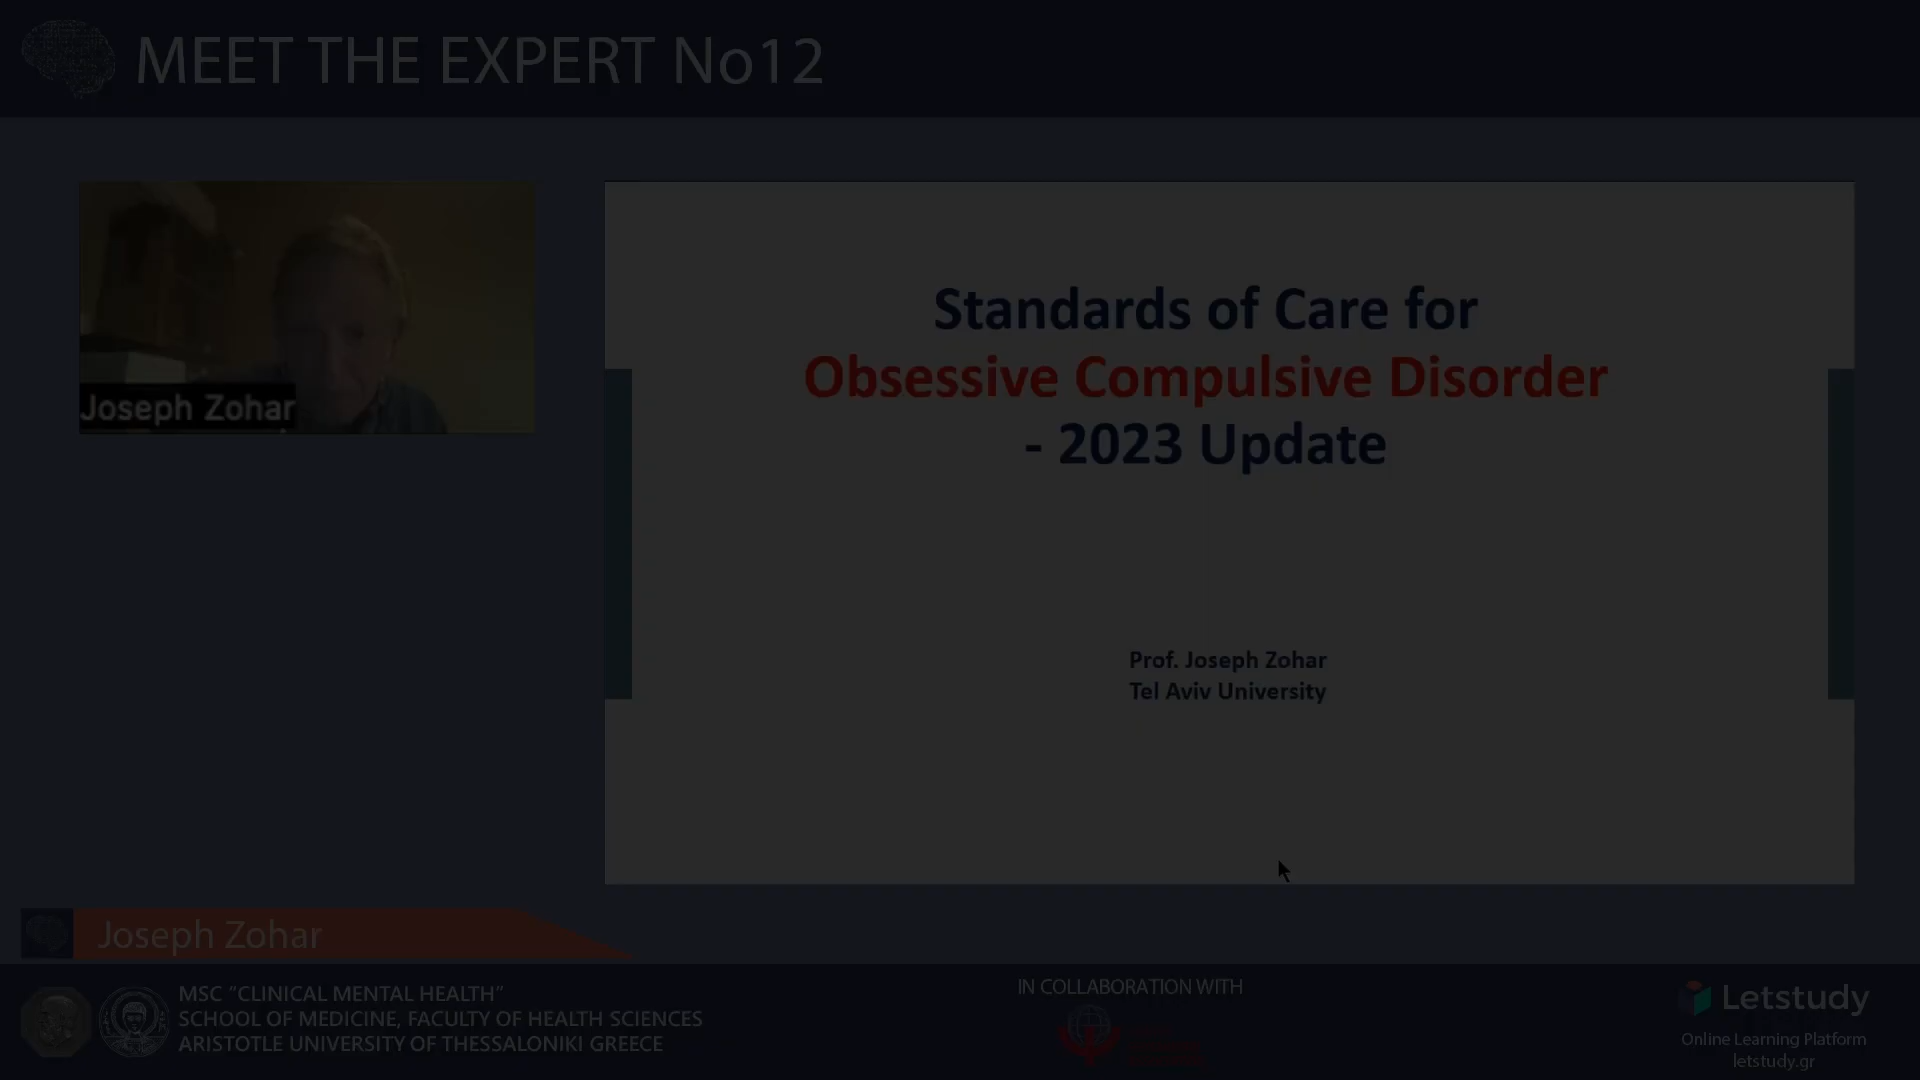 MEET THE EXPERT No12
Joseph Zohar
Standards of Care for
Obsessive Compulsive Disorder
- 2023 Update
Prof. Joseph Zohar
Tel Aviv University
Joseph Zohar
MSC “CLINICAL MENTAL HEALTH”
SCHOOL OF MEDICINE, FACULTY OF HEALTH SCIENCES
ARISTOTLE UNIVERSITY OF THESSALONIKI GREECE
IN COLLABORATION WITH
Letstudy
Online Learning Platform
letstudy.gr